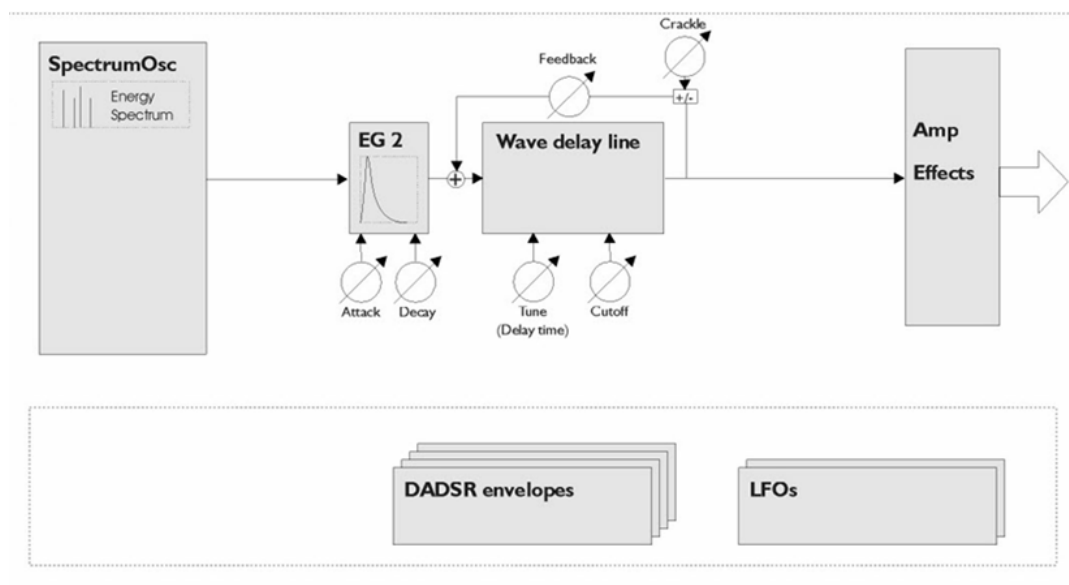 Crackle
SpectrumOsc
Energy
Spectrum
Feedback
+/-
EG 2
Wave delay line
+
Amp
Effects
Attack
Decay
Tune
(Delay time)
Cutoff
DADSR envelopes
LFOs